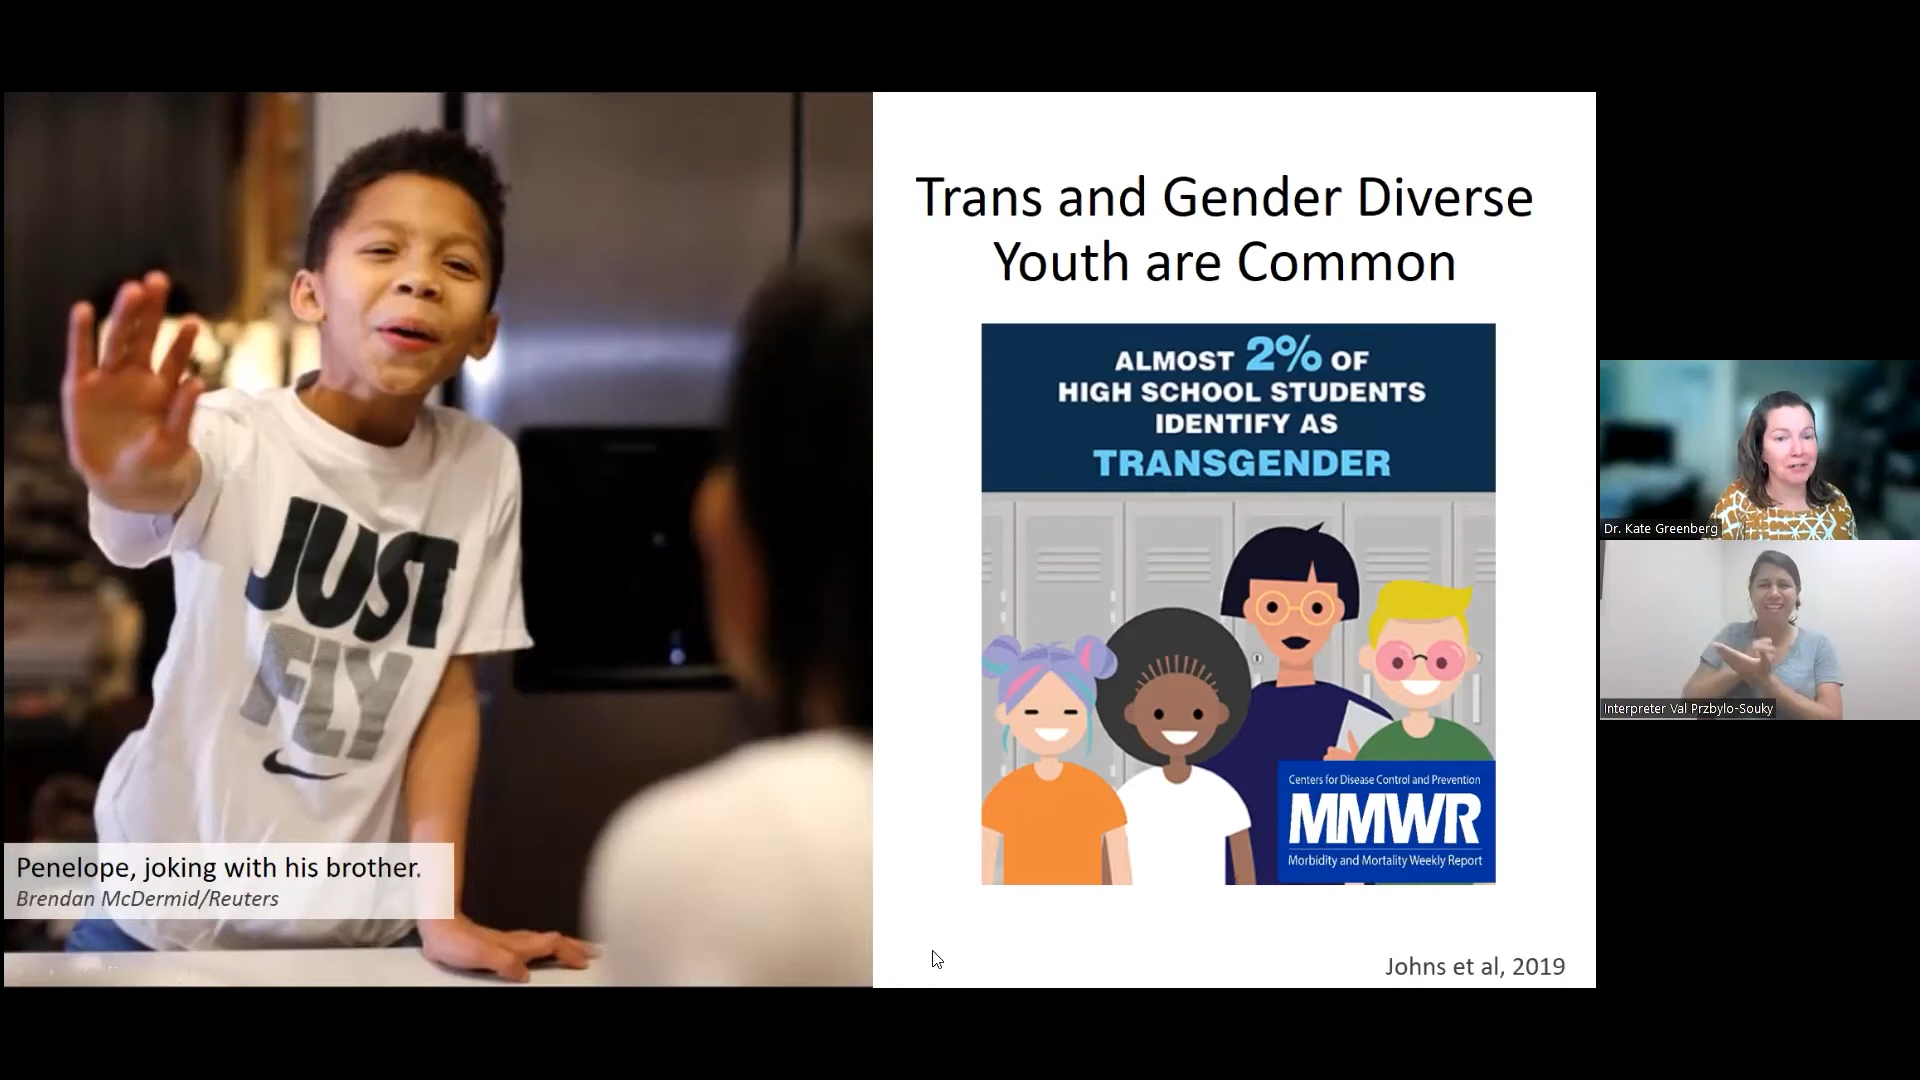 JUST
FLY
Penelope, joking with his brother.
Brendan McDermid/Reuters
Trans and Gender Diverse
Youth are Common
ALMOST 2% OF
HIGH SCHOOL STUDENTS
IDENTIFY AS
TRANSGENDER
Centers for Disease Control and Prevention
MMWR
Morbidity and Mortality Weekly Report
Johns et al, 2019
Dr. Kate Greenberg
Interpreter Val Przbylo-Souky